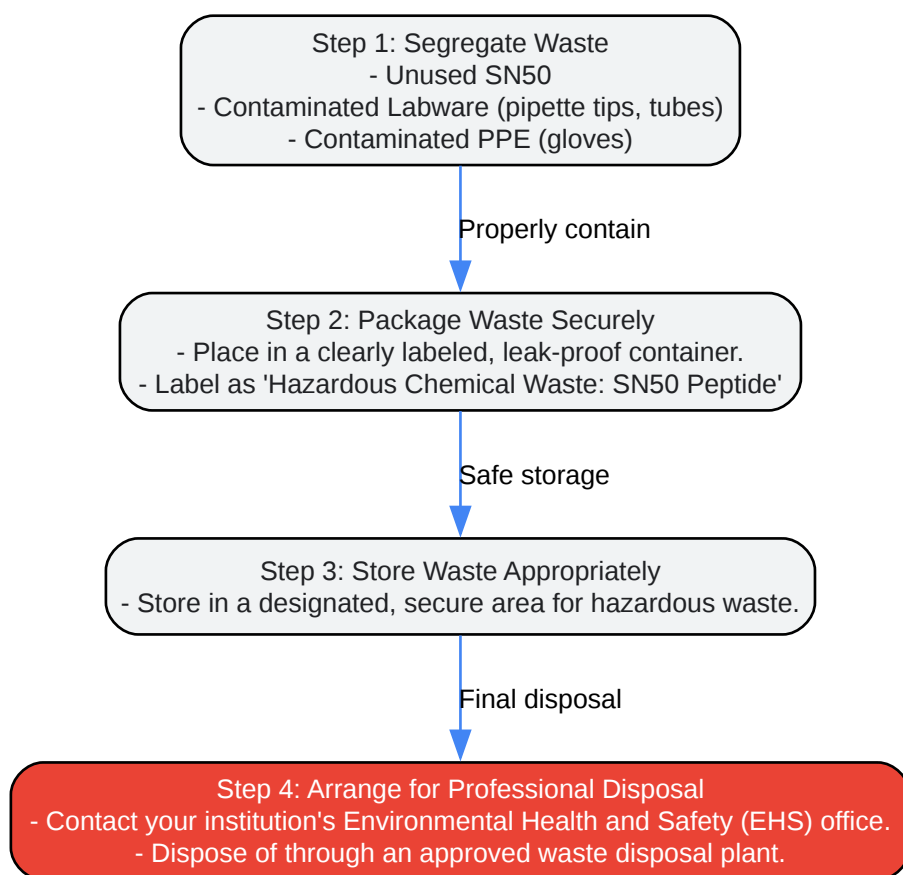 Step 1: Segregate Waste
- Unused SN50
- Contaminated Labware (pipette tips, tubes)
- Contaminated PPE (gloves)
Properly contain
Step 2: Package Waste Securely
- Place in a clearly labeled, leak-proof container.
- Label as 'Hazardous Chemical Waste: SN50 Peptide'
Safe storage
Step 3: Store Waste Appropriately
- Store in a designated, secure area for hazardous waste.
Final disposal
Step 4: Arrange for Professional Disposal
- Contact your institution's Environmental Health and Safety (EHS) office.
- Dispose of through an approved waste disposal plant.